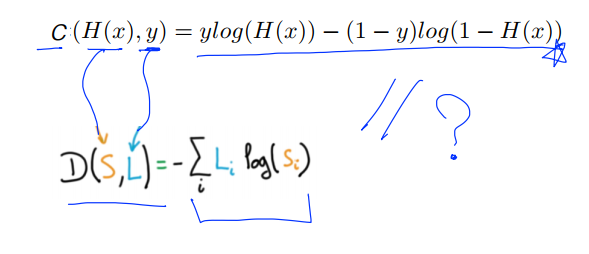 C:(H(x), y) = ylog(H(x)) − (1 − y)log(1 − H(x))
// ?
D(S,L) = - ∑i Li log(Si)